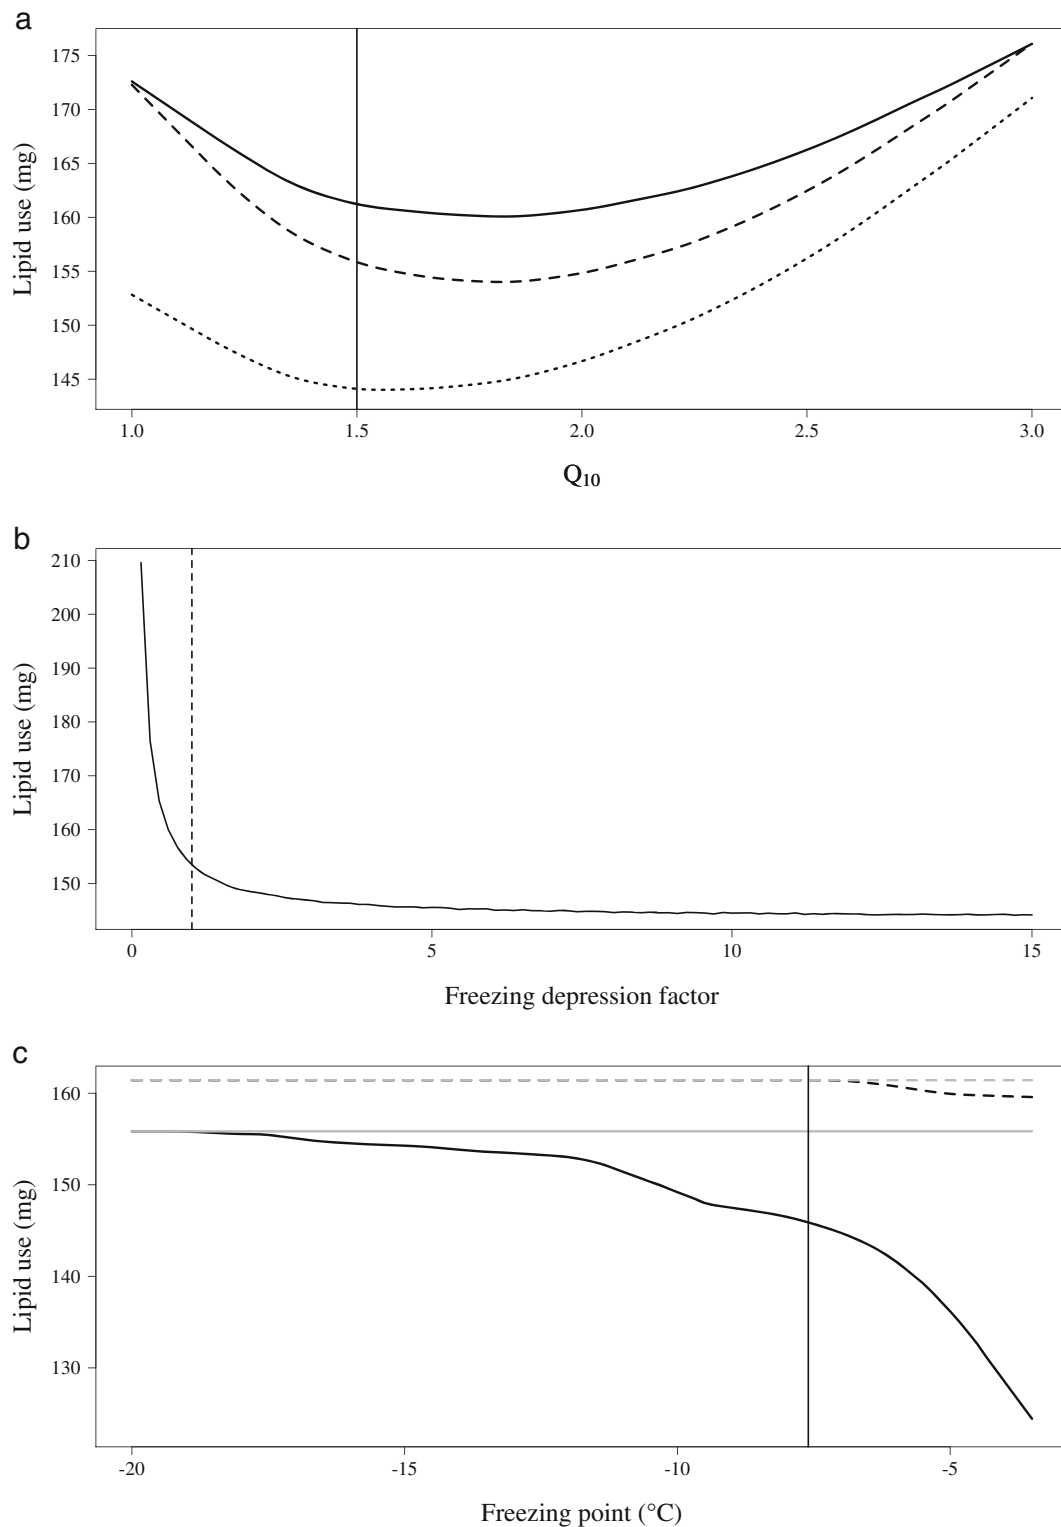 a
175
170
165
160
155
150
145
Lipid use (mg)
1.0 1.5 2.0 2.5 3.0
Q10
b
210
200
190
180
170
160
150
Lipid use (mg)
0 5 10 15
Freezing depression factor
c
160
150
140
130
Lipid use (mg)
-20 -15 -10 -5
Freezing point (°C)